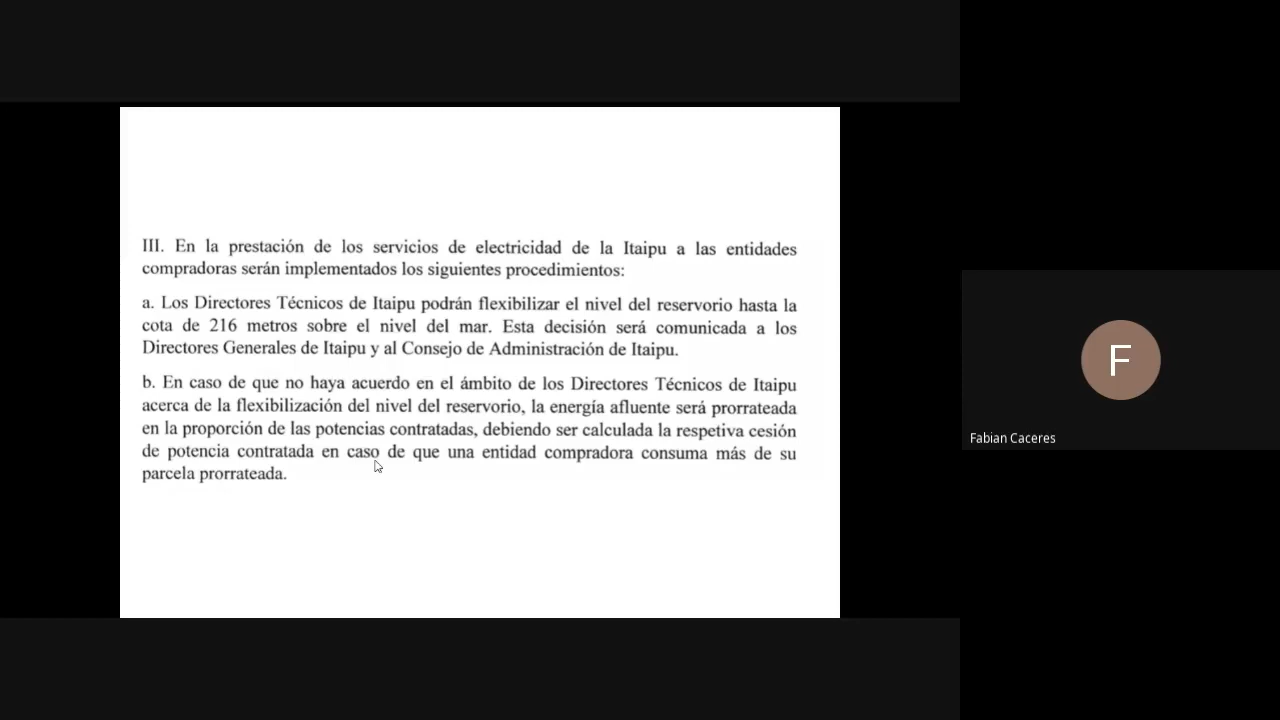 III. En la prestación de los servicios de electricidad de la Itaipu a las entidades
compradoras serán implementados los siguientes procedimientos:
a. Los Directores Técnicos de Itaipu podrán flexibilizar el nivel del reservorio hasta la
cota de 216 metros sobre el nivel del mar. Esta decisión será comunicada a los
Directores Generales de Itaipu y al Consejo de Administración de Itaipu.
b. En caso de que no haya acuerdo en el ámbito de los Directores Técnicos de Itaipu
acerca de la flexibilización del nivel del reservorio, la energía afluente será prorrateada
en la proporción de las potencias contratadas, debiendo ser calculada la respetiva cesión
de potencia contratada en caso de que una entidad compradora consuma más de su
parcela prorrateada.
F
Fabian Caceres